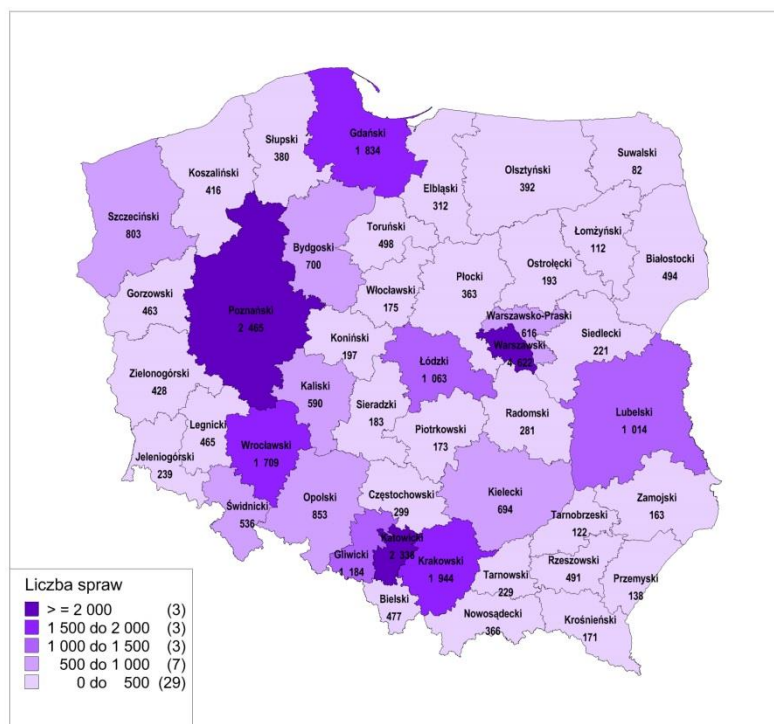 Gdański
1 834
Słupski
380
Koszaliński
416
Suwalski
82
Olsztyński
392
Elbląski
312
Szczeciński
803
Toruński
498
Łomżyński
112
Bydgoski
700
Białostocki
494
Ostrołęcki
193
Płocki
363
Włocławski
175
Gorzowski
463
Poznański
2 465
Warszawsko-Praski
616
Siedlecki
221
Koniński
197
Warszawski
Łódzki
1 063
Zielonogórski
428
Kaliski
590
Sieradzki
183
Radomski
281
Lubelski
1 014
Legnicki
465
Piotrkowski
173
Wrocławski
1 709
Jeleniogórski
239
Opolski
853
Częstochowski
299
Kielecki
694
Zamojski
163
Świdnicki
536
Tarnobrzeski
122
Katowicki
2 336
Gliwicki
1 184
Krakowski
1 944
Tarnowski
229
Rzeszowski
491
Przemyski
138
Bielski
477
Nowosądecki
366
Krośnieński
171
Liczba spraw
> = 2 000 (3)
1 500 do 2 000 (3)
1 000 do 1 500 (3)
500 do 1 000 (7)
0 do 500 (29)